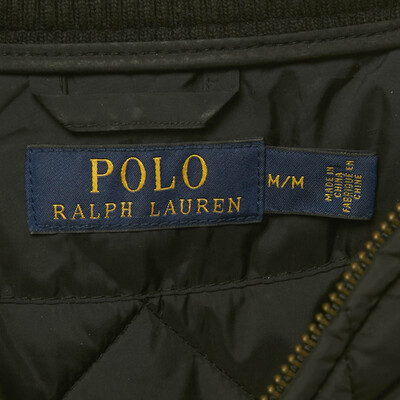 POLO
RALPH LAUREN
M/M
MADE IN
CHINA
FABRIQUÉ EN
CHINE